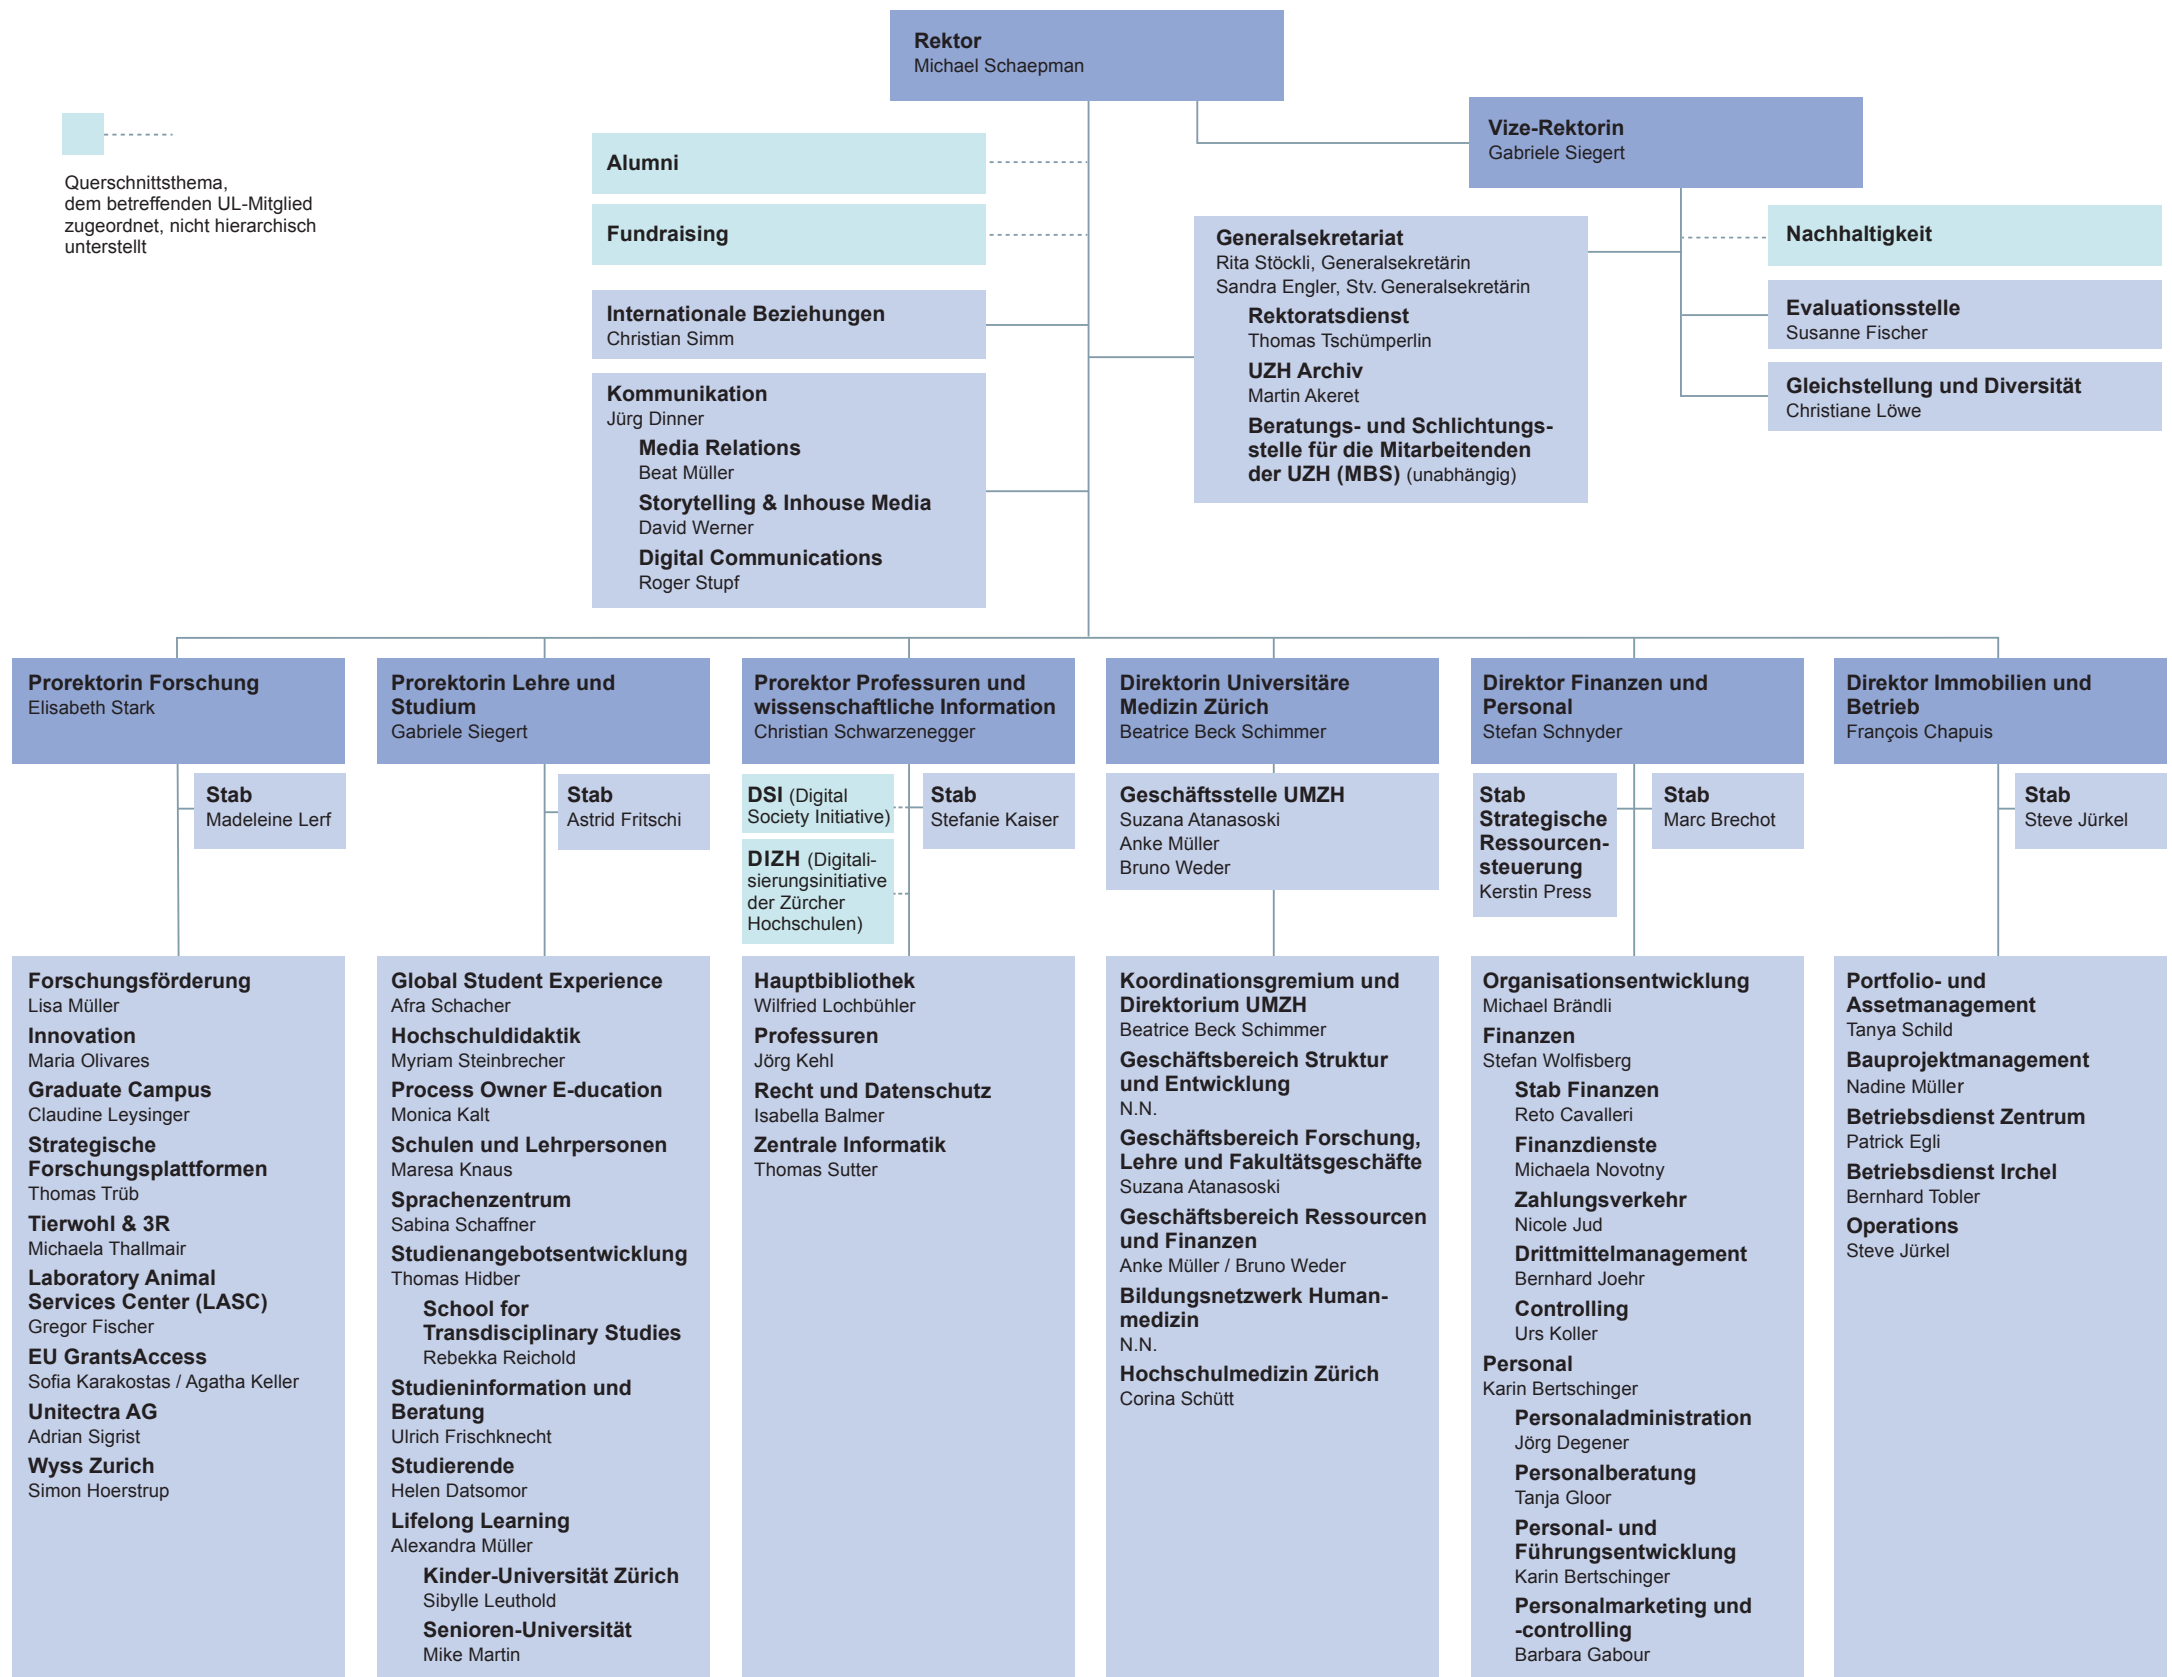 Rektor
Michael Schaepman
Vize-Rektorin
Gabriele Siegert
Querschnittsthema,
dem betreffenden UL-Mitglied
zugeordnet, nicht hierarchisch
unterstellt
Alumni
Fundraising
Internationale Beziehungen
Christian Simm
Kommunikation
Jürg Dinner
Media Relations
Beat Müller
Storytelling & Inhouse Media
David Werner
Digital Communications
Roger Stupf
Generalsekretariat
Rita Stöckli, Generalsekretärin
Sandra Engler, Stv. Generalsekretärin
Rektoratsdienst
Thomas Tschümperlin
UZH Archiv
Martin Akeret
Beratungs- und Schlichtungs-
stelle für die Mitarbeitenden
der UZH (MBS) (unabhängig)
Nachhaltigkeit
Evaluationsstelle
Susanne Fischer
Gleichstellung und Diversität
Christiane Löwe
Prorektorin Forschung
Elisabeth Stark
Stab
Madeleine Lerf
Forschungsförderung
Lisa Müller
Innovation
Maria Olivares
Graduate Campus
Claudine Leysinger
Strategische
Forschungsplattformen
Thomas Trüb
Tierwohl & 3R
Michaela Thallmair
Laboratory Animal
Services Center (LASC)
Gregor Fischer
EU GrantsAccess
Sofia Karakostas / Agatha Keller
Unitectra AG
Adrian Sigrist
Wyss Zurich
Simon Hoerstrup
Prorektorin Lehre und
Studium
Gabriele Siegert
Stab
Astrid Fritschi
Global Student Experience
Afra Schacher
Hochschuldidaktik
Myriam Steinbrecher
Process Owner E-ducation
Monica Kalt
Schulen und Lehrpersonen
Maresa Knaus
Sprachenzentrum
Sabina Schaffner
Studienangebotsentwicklung
Thomas Hidber
School for
Transdisciplinary Studies
Rebekka Reichold
Studieninformation und
Beratung
Ulrich Frischknecht
Studierende
Helen Datsomor
Lifelong Learning
Alexandra Müller
Kinder-Universität Zürich
Sibylle Leuthold
Senioren-Universität
Mike Martin
Prorektor Professuren und
wissenschaftliche Information
Christian Schwarzenegger
DSI (Digital
Society Initiative)
DIZH (Digitali-
sierungsinitiative
der Zürcher
Hochschulen)
Stab
Stefanie Kaiser
Hauptbibliothek
Wilfried Lochbühler
Professuren
Jörg Kehl
Recht und Datenschutz
Isabella Balmer
Zentrale Informatik
Thomas Sutter
Direktorin Universitäre
Medizin Zürich
Beatrice Beck Schimmer
Geschäftsstelle UMZH
Suzana Atanasoski
Anke Müller
Bruno Weder
Koordinationsgremium und
Direktorium UMZH
Beatrice Beck Schimmer
Geschäftsbereich Struktur
und Entwicklung
N.N.
Geschäftsbereich Forschung,
Lehre und Fakultätsgeschäfte
Suzana Atanasoski
Geschäftsbereich Ressourcen
und Finanzen
Anke Müller / Bruno Weder
Bildungsnetzwerk Human-
medizin
N.N.
Hochschulmedizin Zürich
Corina Schütt
Direktor Finanzen und
Personal
Stefan Schnyder
Stab
Strategische
Ressourcen-
steuerung
Kerstin Press
Stab
Marc Brechot
Organisationsentwicklung
Michael Brändli
Finanzen
Stefan Wolfisberg
Stab Finanzen
Reto Cavalleri
Finanzdienste
Michaela Novotny
Zahlungsverkehr
Nicole Jud
Drittmittelmanagement
Bernhard Joehr
Controlling
Urs Koller
Personal
Karin Bertschinger
Personaladministration
Jörg Degener
Personalberatung
Tanja Gloor
Personal- und
Führungsentwicklung
Karin Bertschinger
Personalmarketing und
-controlling
Barbara Gabour
Direktor Immobilien und
Betrieb
François Chapuis
Stab
Steve Jürkel
Portfolio- und
Assetmanagement
Tanya Schild
Bauprojektmanagement
Nadine Müller
Betriebsdienst Zentrum
Patrick Egli
Betriebsdienst Irchel
Bernhard Tobler
Operations
Steve Jürkel